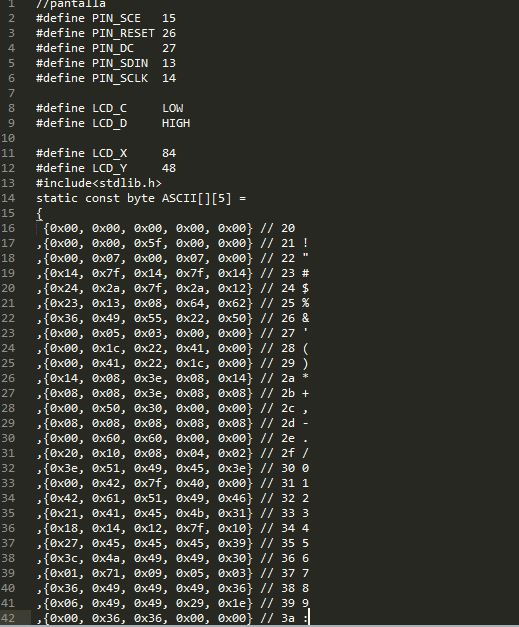 1 //pantalla
2 #define PIN_SCE   15
3 #define PIN_RESET 26
4 #define PIN_DC    27
5 #define PIN_SDIN  13
6 #define PIN_SCLK  14
7
8 #define LCD_C     LOW
9 #define LCD_D     HIGH
10
11 #define LCD_X     84
12 #define LCD_Y     48
13 #include<stdlib.h>
14 static const byte ASCII[][5] =
15 {
16  {0x00, 0x00, 0x00, 0x00, 0x00} // 20
17 ,{0x00, 0x00, 0x5f, 0x00, 0x00} // 21 !
18 ,{0x00, 0x07, 0x00, 0x07, 0x00} // 22 "
19 ,{0x14, 0x7f, 0x14, 0x7f, 0x14} // 23 #
20 ,{0x24, 0x2a, 0x7f, 0x2a, 0x12} // 24 $
21 ,{0x23, 0x13, 0x08, 0x64, 0x62} // 25 %
22 ,{0x36, 0x49, 0x55, 0x22, 0x50} // 26 &
23 ,{0x00, 0x05, 0x03, 0x00, 0x00} // 27 '
24 ,{0x00, 0x1c, 0x22, 0x41, 0x00} // 28 (
25 ,{0x00, 0x41, 0x22, 0x1c, 0x00} // 29 )
26 ,{0x14, 0x08, 0x3e, 0x08, 0x14} // 2a *
27 ,{0x08, 0x08, 0x3e, 0x08, 0x08} // 2b +
28 ,{0x00, 0x50, 0x30, 0x00, 0x00} // 2c ,
29 ,{0x08, 0x08, 0x08, 0x08, 0x08} // 2d -
30 ,{0x00, 0x60, 0x60, 0x00, 0x00} // 2e .
31 ,{0x20, 0x10, 0x08, 0x04, 0x02} // 2f /
32 ,{0x3e, 0x51, 0x49, 0x45, 0x3e} // 30 0
33 ,{0x00, 0x42, 0x7f, 0x40, 0x00} // 31 1
34 ,{0x42, 0x61, 0x51, 0x49, 0x46} // 32 2
35 ,{0x21, 0x41, 0x45, 0x4b, 0x31} // 33 3
36 ,{0x18, 0x14, 0x12, 0x7f, 0x10} // 34 4
37 ,{0x27, 0x45, 0x45, 0x45, 0x39} // 35 5
38 ,{0x3c, 0x4a, 0x49, 0x49, 0x30} // 36 6
39 ,{0x01, 0x71, 0x09, 0x05, 0x03} // 37 7
40 ,{0x36, 0x49, 0x49, 0x49, 0x36} // 38 8
41 ,{0x06, 0x49, 0x49, 0x29, 0x1e} // 39 9
42 ,{0x00, 0x36, 0x36, 0x00, 0x00} // 3a :